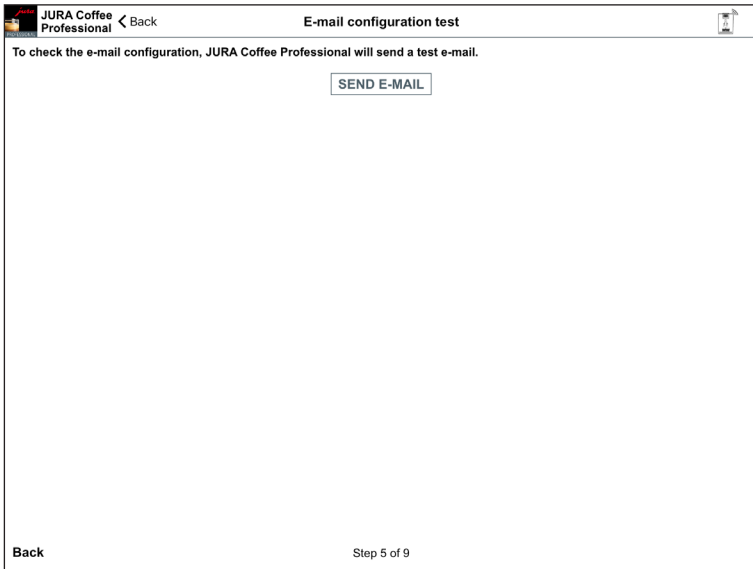 JURA Coffee
Professional
Back
E-mail configuration test
To check the e-mail configuration, JURA Coffee Professional will send a test e-mail.
SEND E-MAIL
Back
Step 5 of 9